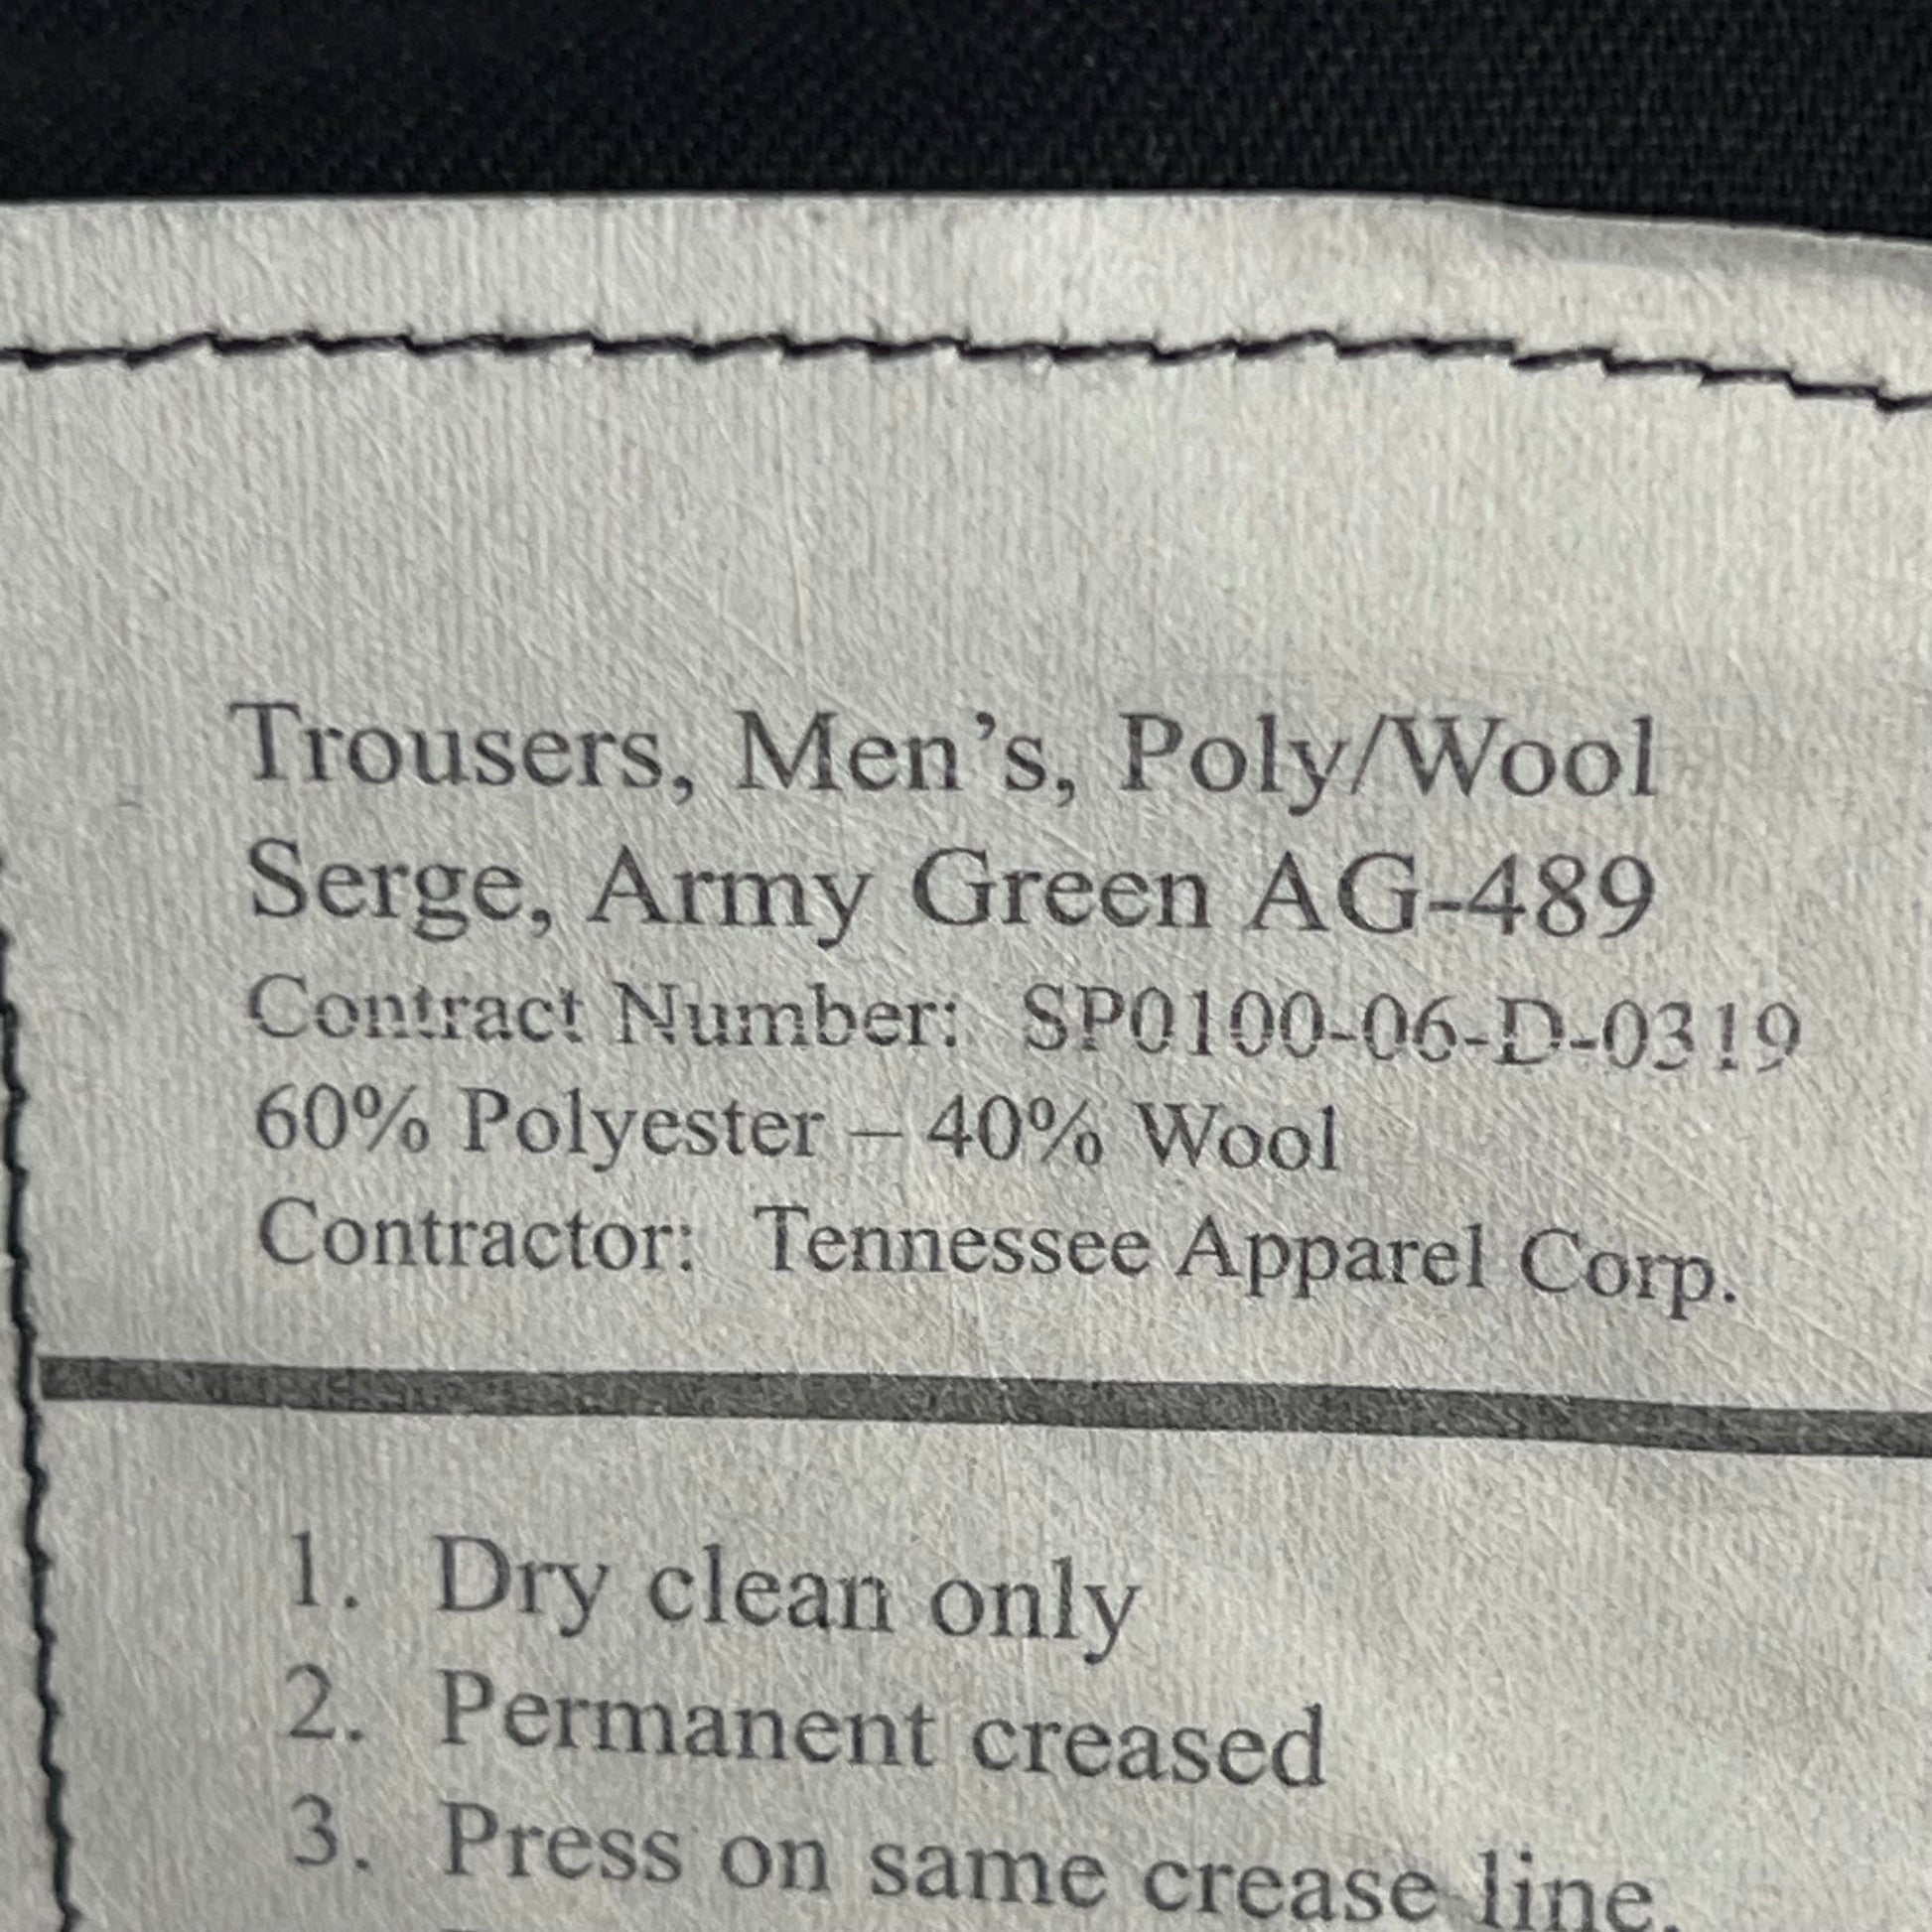 Trousers, Men's, Poly/Wool
Serge, Army Green AG-489
Contract Number: SP0100-06-D-0319
60% Polyester – 40% Wool
Contractor: Tennessee Apparel Corp.
1. Dry clean only
2. Permanent creased
3. Press on same crease line.